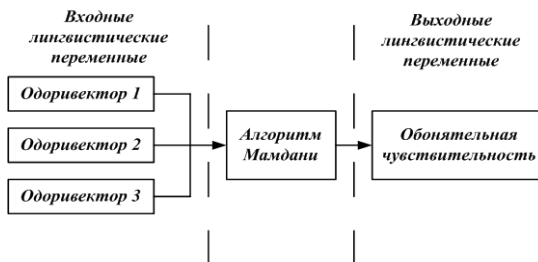 Входные
лингвистические
переменные
Выходные
лингвистические
переменные
Одоривектор 1
Одоривектор 2
Одоривектор 3
Алгоритм
Мамдани
Обонятельная
чувствительность